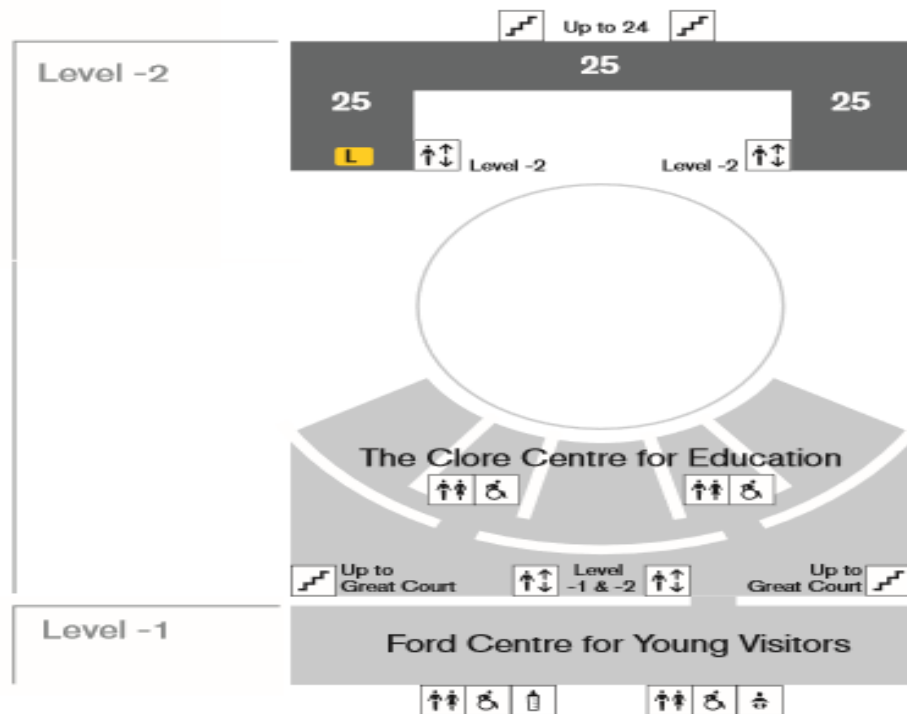 Up to 24
Level -2
25
25
25
L
Level -2
Level -2
The Clore Centre for Education
Up to
Great Court
Level
-1 & -2
Up to
Great Court
Level -1
Ford Centre for Young Visitors